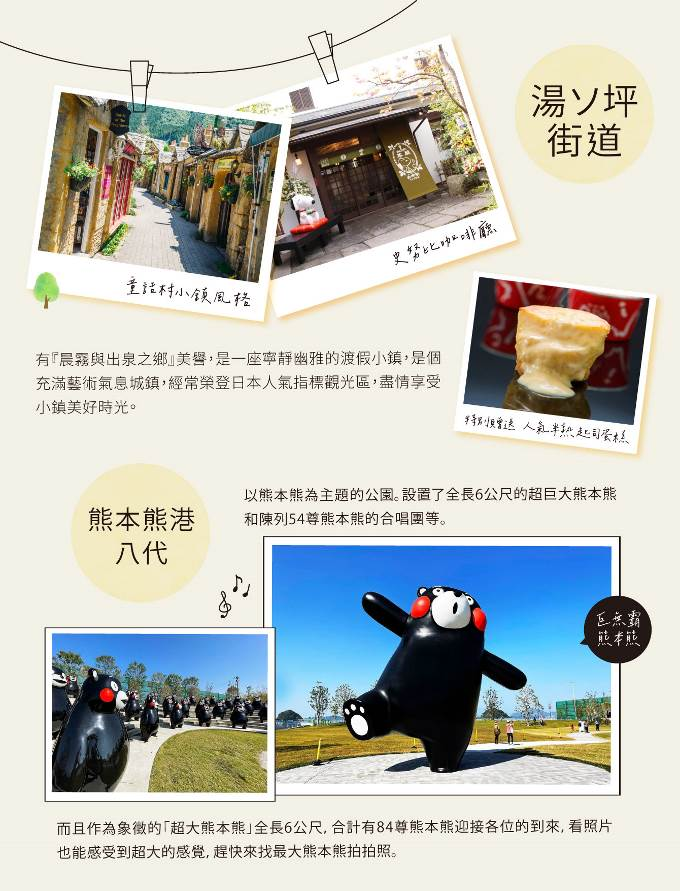 湯ソ坪
街道
童話村小鎮風格
史努比咖啡廳
有『晨霧與出泉之鄉』美譽，是一座寧靜幽雅的渡假小鎮，是個
充滿藝術氣息城鎮，經常榮登日本人氣指標觀光區，盡情享受
小鎮美好時光。
特別贈送 人氣半熟起司蛋糕
熊本熊港
八代
以熊本熊為主題的公園。設置了全長6公尺的超巨大熊本熊
和陳列54尊熊本熊的合唱團等。
巨無霸
熊本熊
而且作為象徵的「超大熊本熊」全長6公尺, 合計有84尊熊本熊迎接各位的到來, 看照片
也能感受到超大的感覺, 趕快來找最大熊本熊拍拍照。